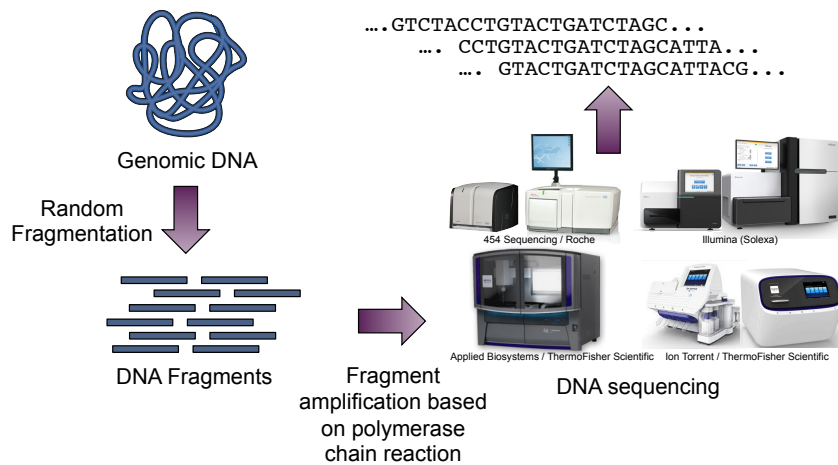 ….GTCTACCTGTACTGATCTAGC...
…. CCTGTACTGATCTAGCATTA...
…. GTACTGATCTAGCATTACG...
Genomic DNA
Random
Fragmentation
DNA Fragments
Fragment
amplification based
on polymerase
chain reaction
454 Sequencing / Roche
Illumina (Solexa)
Applied Biosystems / ThermoFisher Scientific
Ion Torrent / ThermoFisher Scientific
DNA sequencing